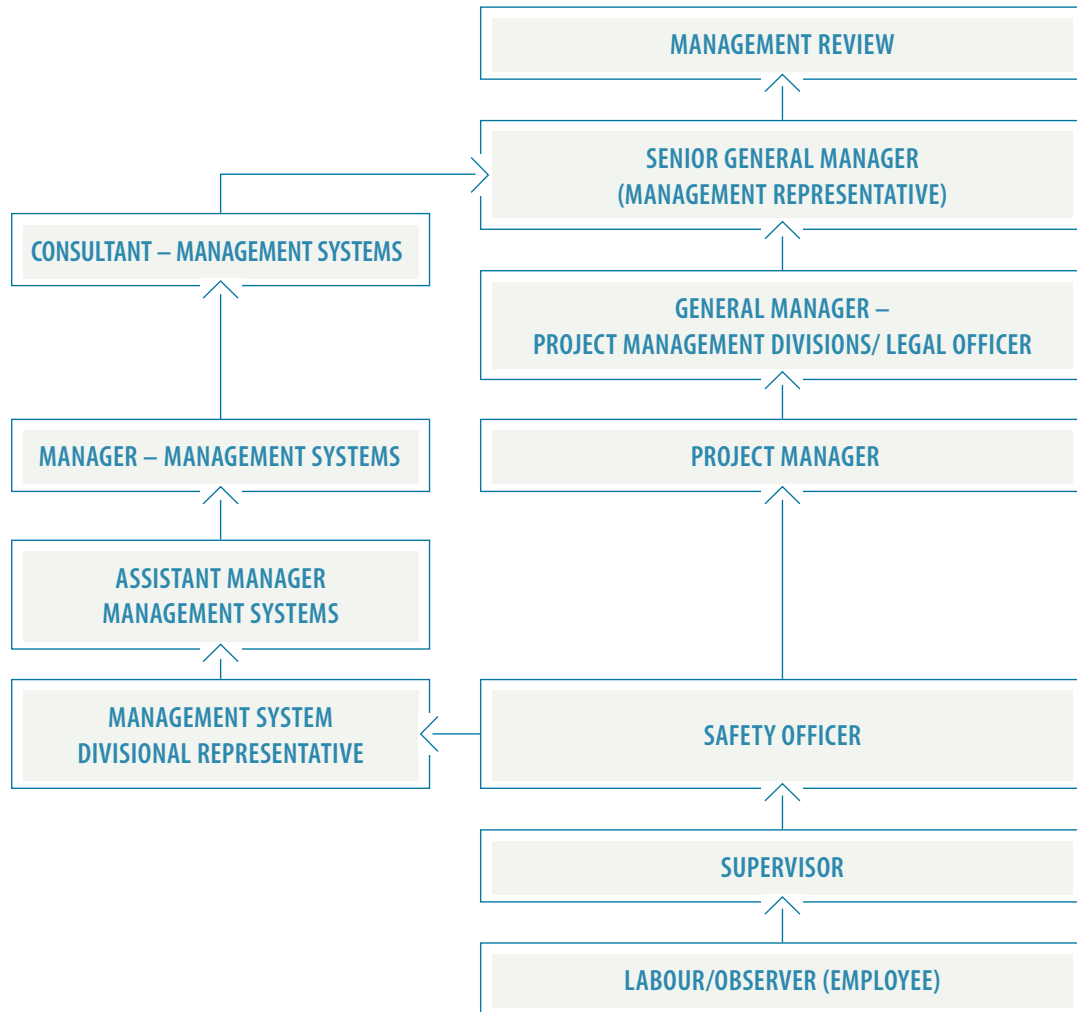 MANAGEMENT REVIEW
SENIOR GENERAL MANAGER
(MANAGEMENT REPRESENTATIVE)
CONSULTANT – MANAGEMENT SYSTEMS
GENERAL MANAGER –
PROJECT MANAGEMENT DIVISIONS/ LEGAL OFFICER
MANAGER – MANAGEMENT SYSTEMS
PROJECT MANAGER
ASSISTANT MANAGER
MANAGEMENT SYSTEMS
MANAGEMENT SYSTEM
DIVISIONAL REPRESENTATIVE
SAFETY OFFICER
SUPERVISOR
LABOUR/OBSERVER (EMPLOYEE)